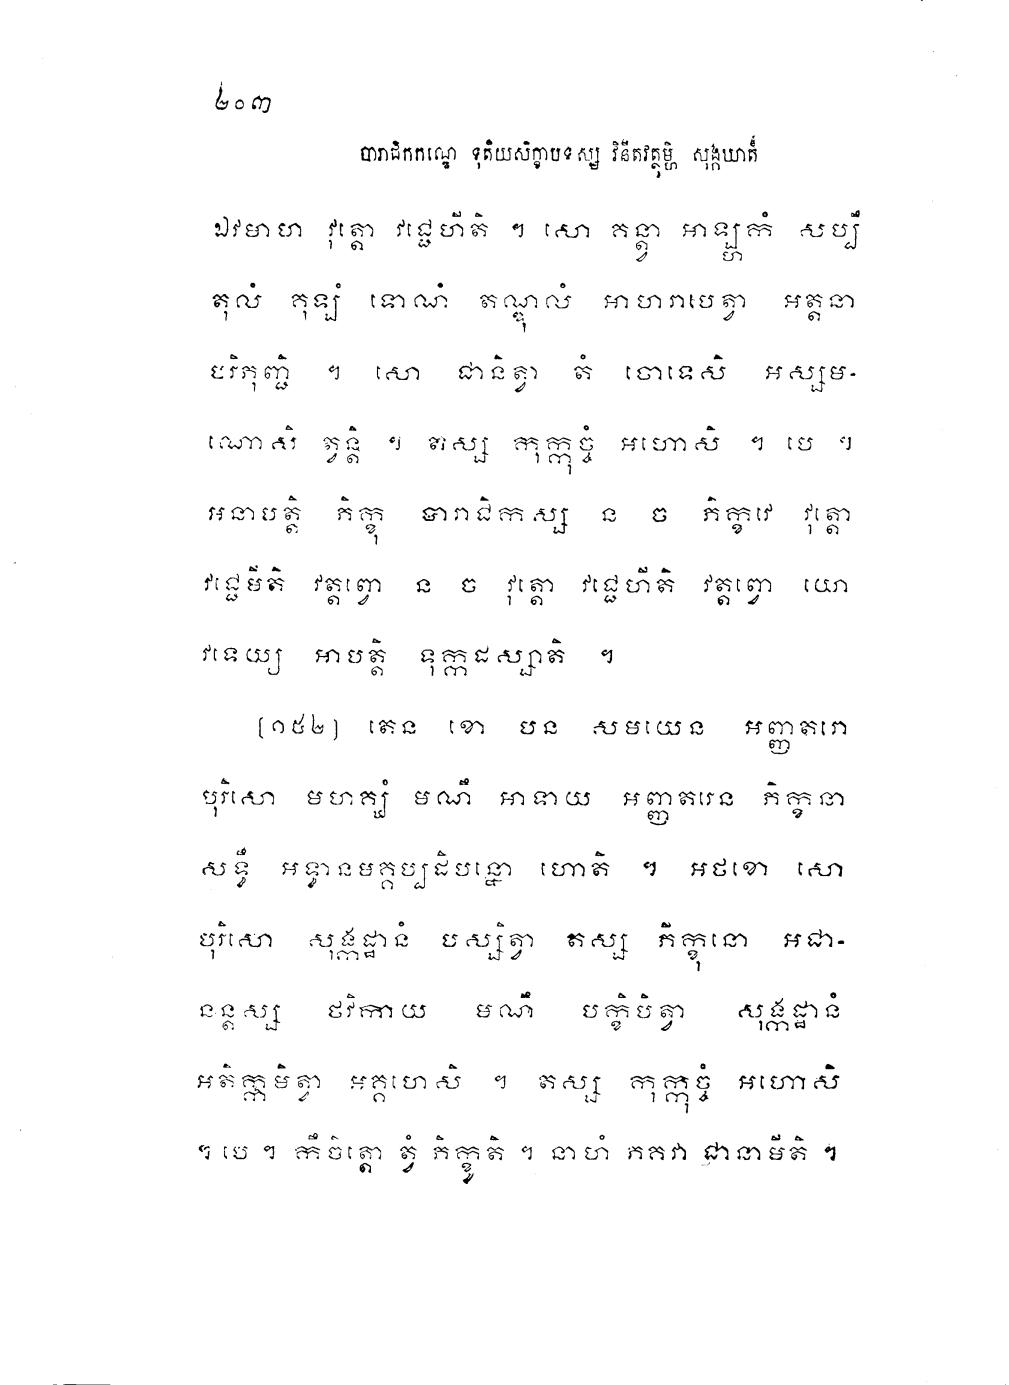 ២០៣
បារាជិកកណ្ឌេ ទុតិយសិក្ខាបទស្ស វិនីតវត្ថុម្ហិ សុង្កឃាតំ
ឯវមាហ វុត្តោ វជ្ជេហីតិ ។ សោ គន្ត្វា អាឡ្ហកំ សប្បឹ
តុលំ គុឡំ ទោណំ តណ្ឌុលំ អាហរាបេត្វា អត្តនា
បរិភុញ្ជិ ។ សោ ជានិត្វា តំ ចោទេសិ អស្សម-
ណោសិ ត្វន្តិ ។ តស្ស កុក្កុច្ចំ អហោសិ ។ បេ ។
អនាបត្តិ ភិក្ខុ បារាជិកស្ស ន ច ភិក្ខវេ វុត្តោ
វជ្ជេមីតិ វត្តព្វោ ន ច វុត្តោ វជ្ជេហីតិ វត្តព្វោ យោ
វទេយ្យ អាបត្តិ ទុក្កដស្សាតិ ។
[១៥២] តេន ខោ បន សមយេន អញ្ញតរោ
បុរិសោ មហគ្ឃំ មណឹ អាទាយ អញ្ញតរេន ភិក្ខុនា
សទ្ធឹ អទ្ធានមគ្គប្បដិបន្នោ ហោតិ ។ អថខោ សោ
បុរិសោ សុង្កដ្ឋានំ បស្សិត្វា តស្ស ភិក្ខុនោ អជា-
នន្តស្ស ថវិកាយ មណឹ បក្ខិបិត្វា សុង្កដ្ឋានំ
អតិក្កមិត្វា អគ្គហេសិ ។ តស្ស កុក្កុច្ចំ អហោសិ
។ បេ ។ កឹចិត្តោ ត្វំ ភិក្ខូតិ ។ នាហំ ភគវា ជានាមីតិ ។